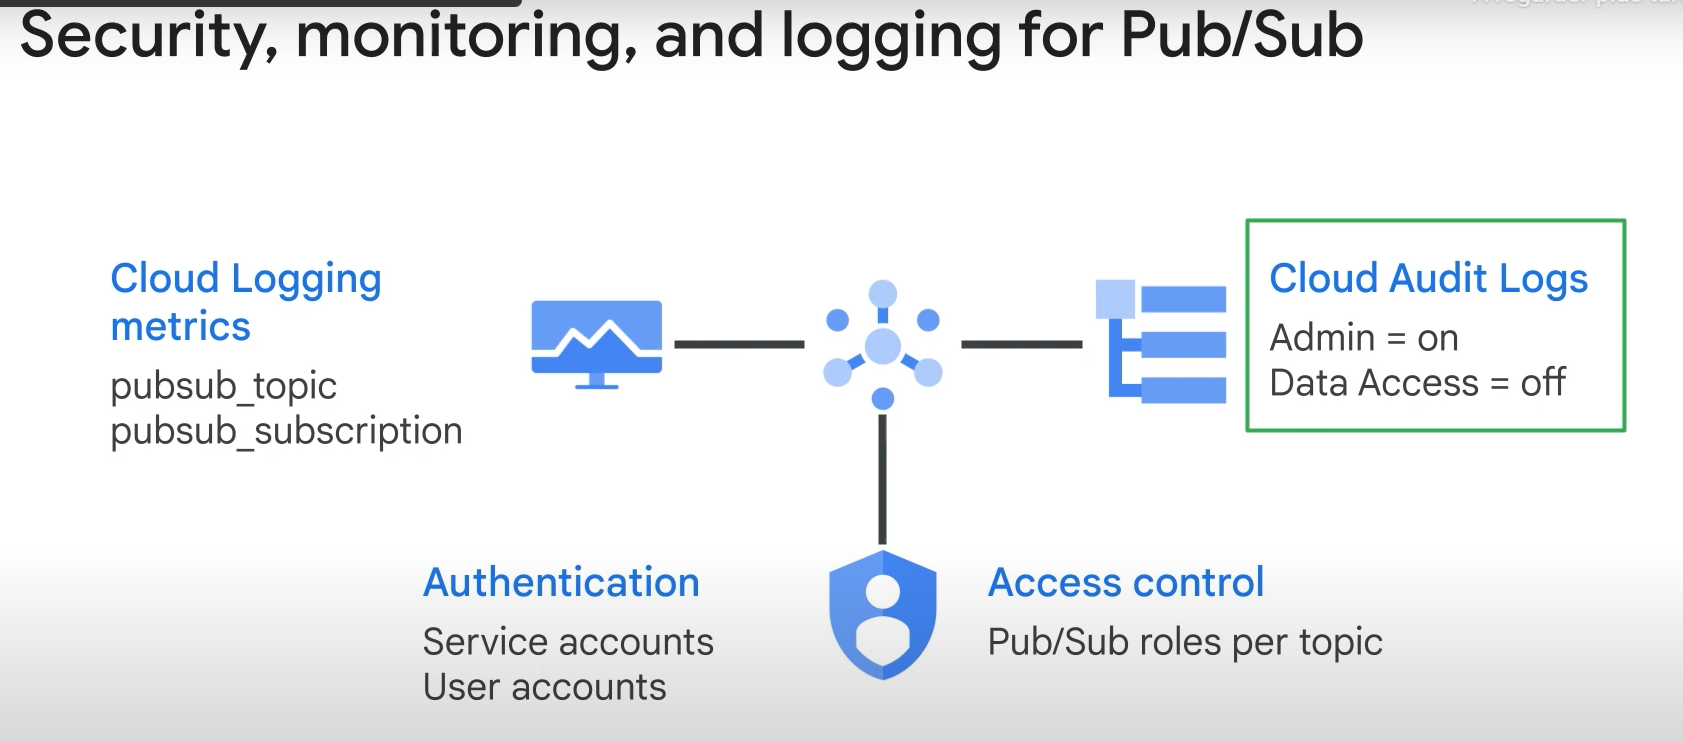 Security, monitoring, and logging for Pub/Sub
Cloud Logging
metrics
pubsub_topic
pubsub_subscription
Cloud Audit Logs
Admin = on
Data Access = off
Authentication
Service accounts
User accounts
Access control
Pub/Sub roles per topic